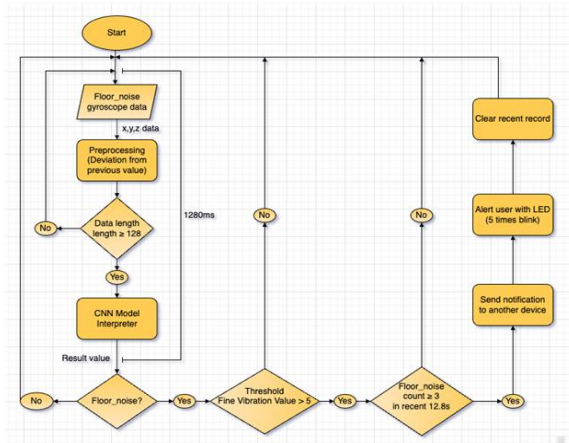 Start
Floor_noise
gyroscope data
x,y,z data
Preprocessing
(Deviation from
previous value)
Data length
length ≥ 128
No
Yes
CNN Model
Interpreter
1280ms
Result value
Floor_noise?
No
Yes
Threshold
Fine Vibration Value > 5
No
Yes
Floor_noise
count ≥ 3
in recent 12.8s
No
Yes
Send notification
to another device
Alert user with LED
(5 times blink)
Clear recent record